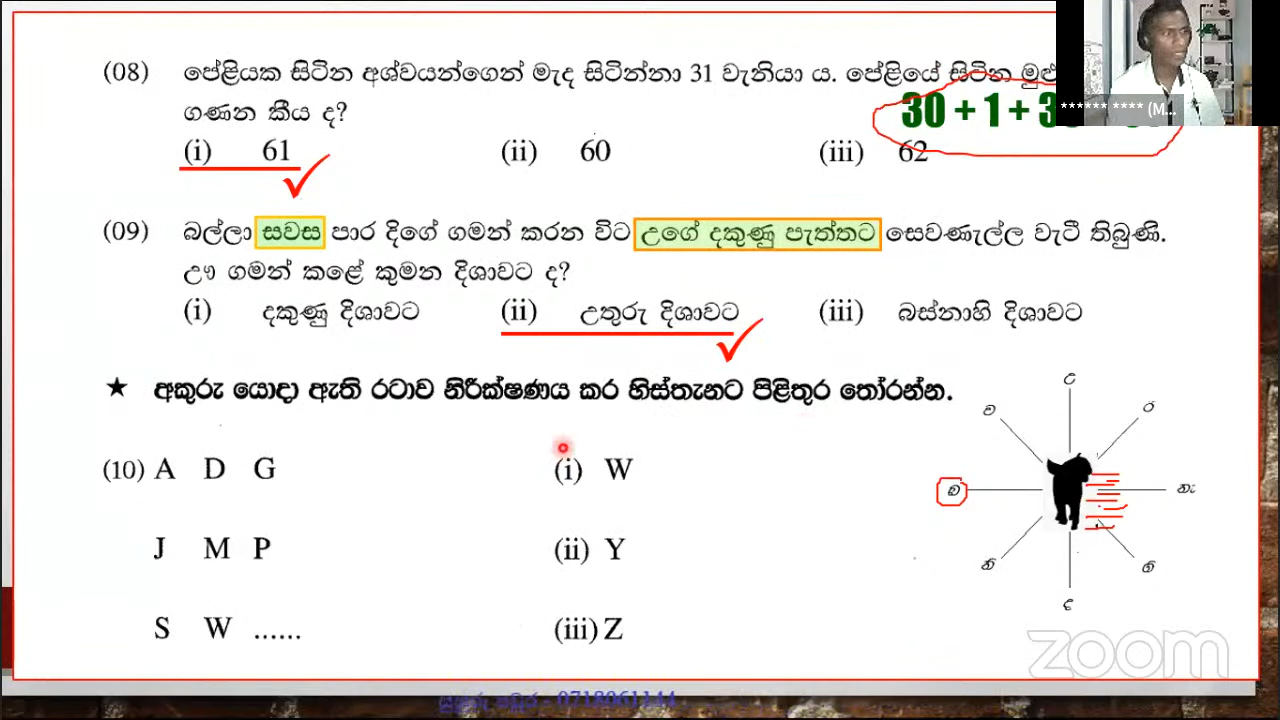 (08) පේළියක සිටින අශ්වයන්ගෙන් මැද සිටින්නා 31 වැනියා ය. පේළියේ සිටින මුළු
ගණන කීය ද?
30 + 1 + 3
****** **** (M...
(i) 61 (ii) 60 (iii) 62
(09) බල්ලා සවස පාර දිගේ ගමන් කරන විට උගේ දකුණු පැත්තට සෙවණැල්ල වැටී තිබුණි.
ඌ ගමන් කළේ කුමන දිශාවට ද?
(i) දකුණු දිශාවට (ii) උතුරු දිශාවට (iii) බස්නාහි දිශාවට
★ අකුරු යොදා ඇති රටාව නිරීක්ෂණය කර හිස්තැනට පිළිතුර තෝරන්න.
(10) A D G (i) W
J M P (ii) Y
S W ...... (iii) Z
උ
ව
බ
නැ
නි
ගි
ද
zoom
0718061144